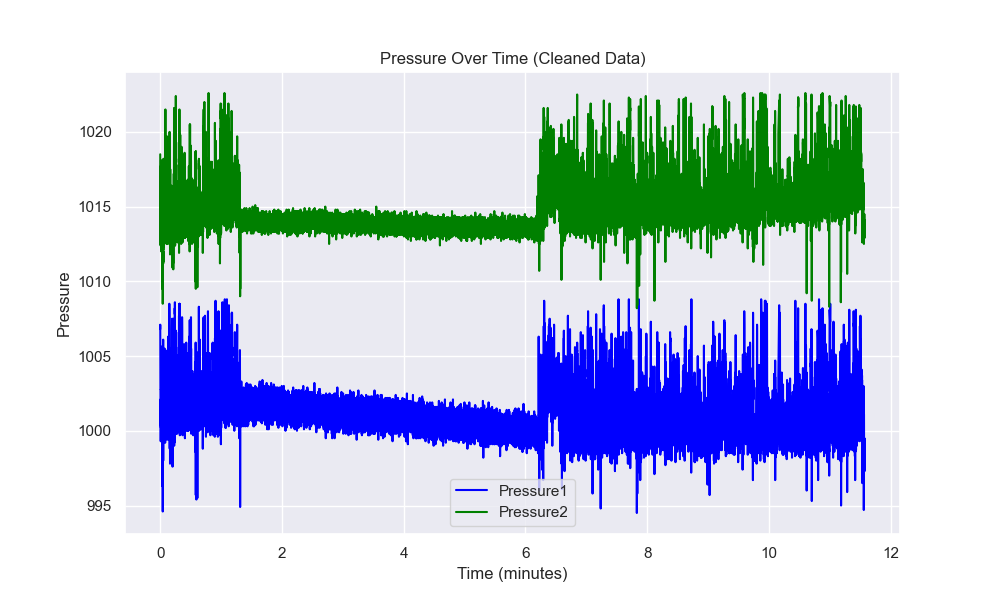 Pressure Over Time (Cleaned Data)
Pressure
1020
1015
1010
1005
1000
995
Pressure1
Pressure2
0 2 4 6 8 10 12
Time (minutes)